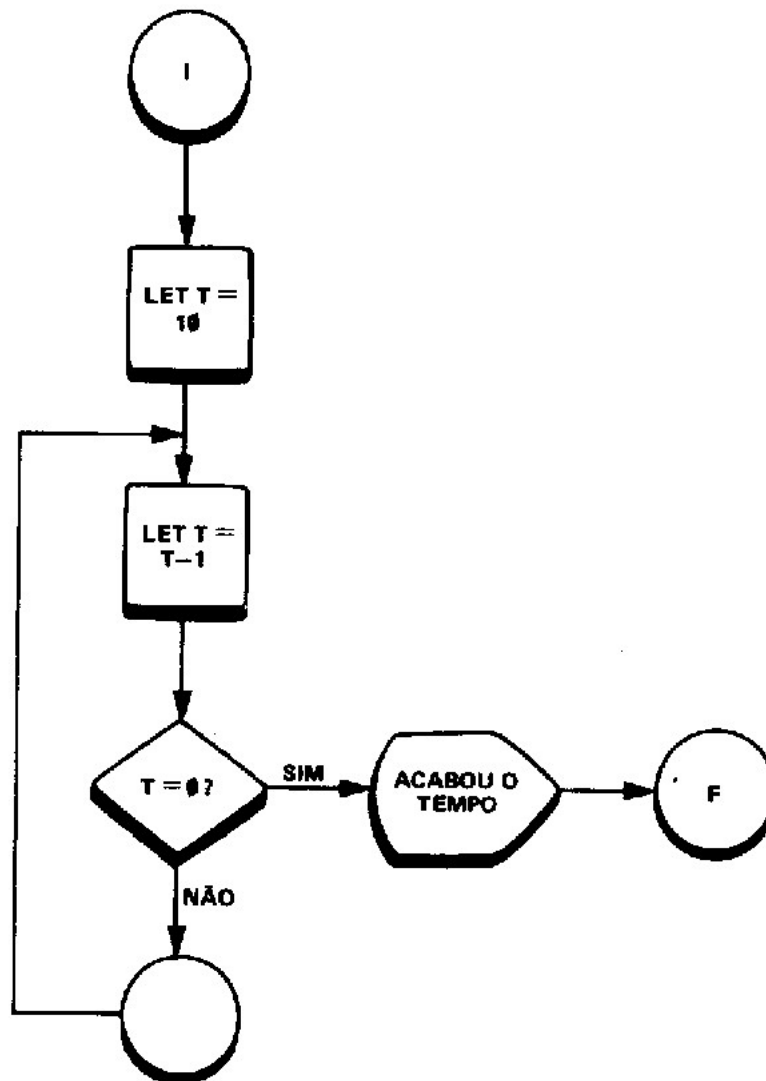 I
LET T =
10
LET T =
T–1
T = 0?
SIM
ACABOU O
TEMPO
F
NÃO